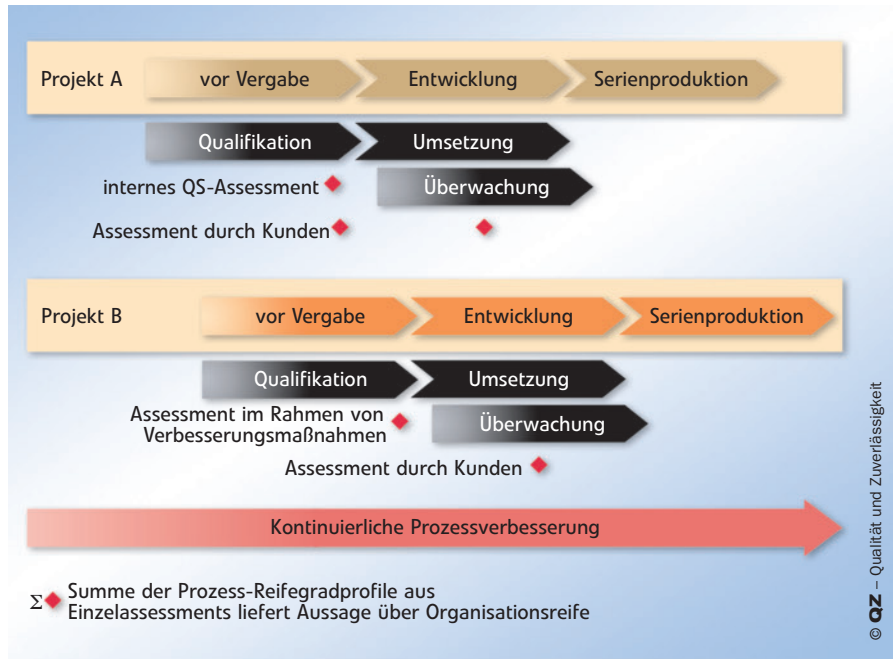 Projekt A
vor Vergabe
Entwicklung
Serienproduktion
Qualifikation
Umsetzung
internes QS-Assessment
Überwachung
Assessment durch Kunden
Projekt B
vor Vergabe
Entwicklung
Serienproduktion
Qualifikation
Umsetzung
Assessment im Rahmen von
Verbesserungsmaßnahmen
Überwachung
Assessment durch Kunden
Kontinuierliche Prozessverbesserung
Σ Summe der Prozess-Reifegradprofile aus
Einzelassessments liefert Aussage über Organisationsreife
© QZ – Qualität und Zuverlässigkeit